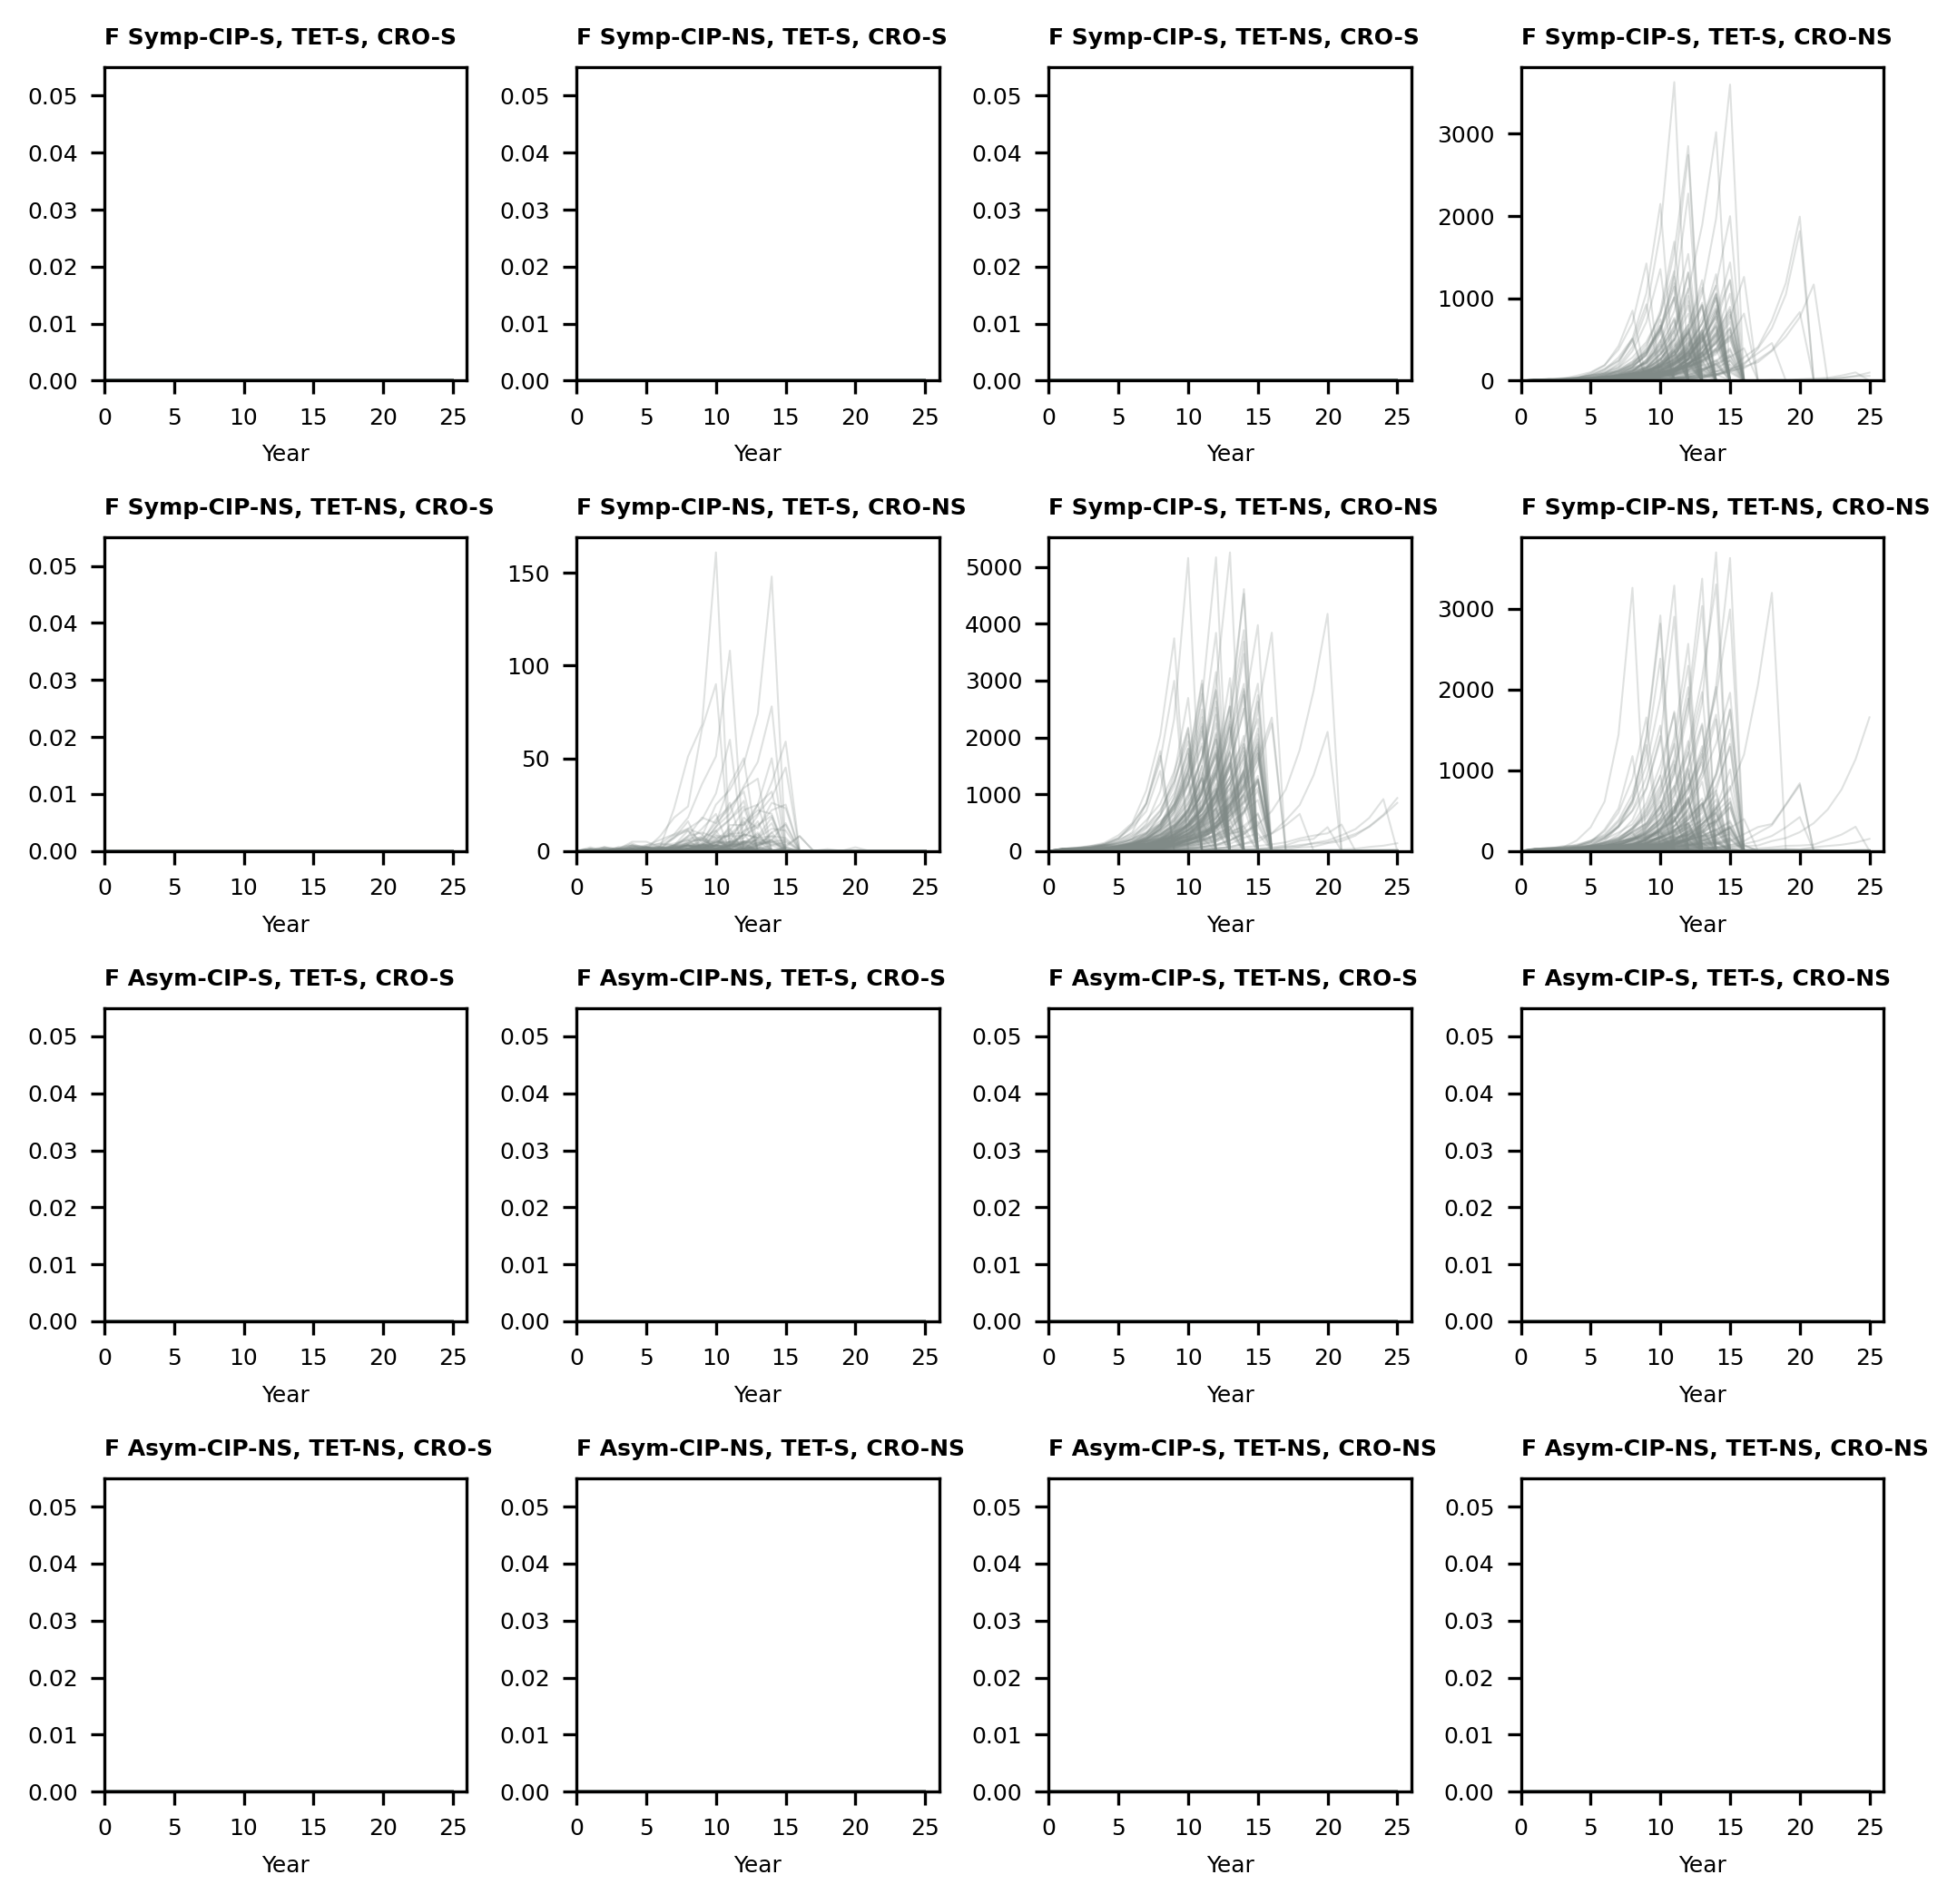 F Symp-CIP-S, TET-S, CRO-S
F Symp-CIP-NS, TET-S, CRO-S
F Symp-CIP-S, TET-NS, CRO-S
F Symp-CIP-S, TET-S, CRO-NS
0.05
0.04
0.03
0.02
0.01
0.00
0 5 10 15 20 25
Year
0.05
0.04
0.03
0.02
0.01
0.00
0 5 10 15 20 25
Year
0.05
0.04
0.03
0.02
0.01
0.00
0 5 10 15 20 25
Year
3000
2000
1000
0
0 5 10 15 20 25
Year
F Symp-CIP-NS, TET-NS, CRO-S
F Symp-CIP-NS, TET-S, CRO-NS
F Symp-CIP-S, TET-NS, CRO-NS
F Symp-CIP-NS, TET-NS, CRO-NS
0.05
0.04
0.03
0.02
0.01
0.00
0 5 10 15 20 25
Year
150
100
50
0
0 5 10 15 20 25
Year
5000
4000
3000
2000
1000
0
0 5 10 15 20 25
Year
3000
2000
1000
0
0 5 10 15 20 25
Year
F Asym-CIP-S, TET-S, CRO-S
F Asym-CIP-NS, TET-S, CRO-S
F Asym-CIP-S, TET-NS, CRO-S
F Asym-CIP-S, TET-S, CRO-NS
0.05
0.04
0.03
0.02
0.01
0.00
0 5 10 15 20 25
Year
0.05
0.04
0.03
0.02
0.01
0.00
0 5 10 15 20 25
Year
0.05
0.04
0.03
0.02
0.01
0.00
0 5 10 15 20 25
Year
0.05
0.04
0.03
0.02
0.01
0.00
0 5 10 15 20 25
Year
F Asym-CIP-NS, TET-NS, CRO-S
F Asym-CIP-NS, TET-S, CRO-NS
F Asym-CIP-S, TET-NS, CRO-NS
F Asym-CIP-NS, TET-NS, CRO-NS
0.05
0.04
0.03
0.02
0.01
0.00
0 5 10 15 20 25
Year
0.05
0.04
0.03
0.02
0.01
0.00
0 5 10 15 20 25
Year
0.05
0.04
0.03
0.02
0.01
0.00
0 5 10 15 20 25
Year
0.05
0.04
0.03
0.02
0.01
0.00
0 5 10 15 20 25
Year